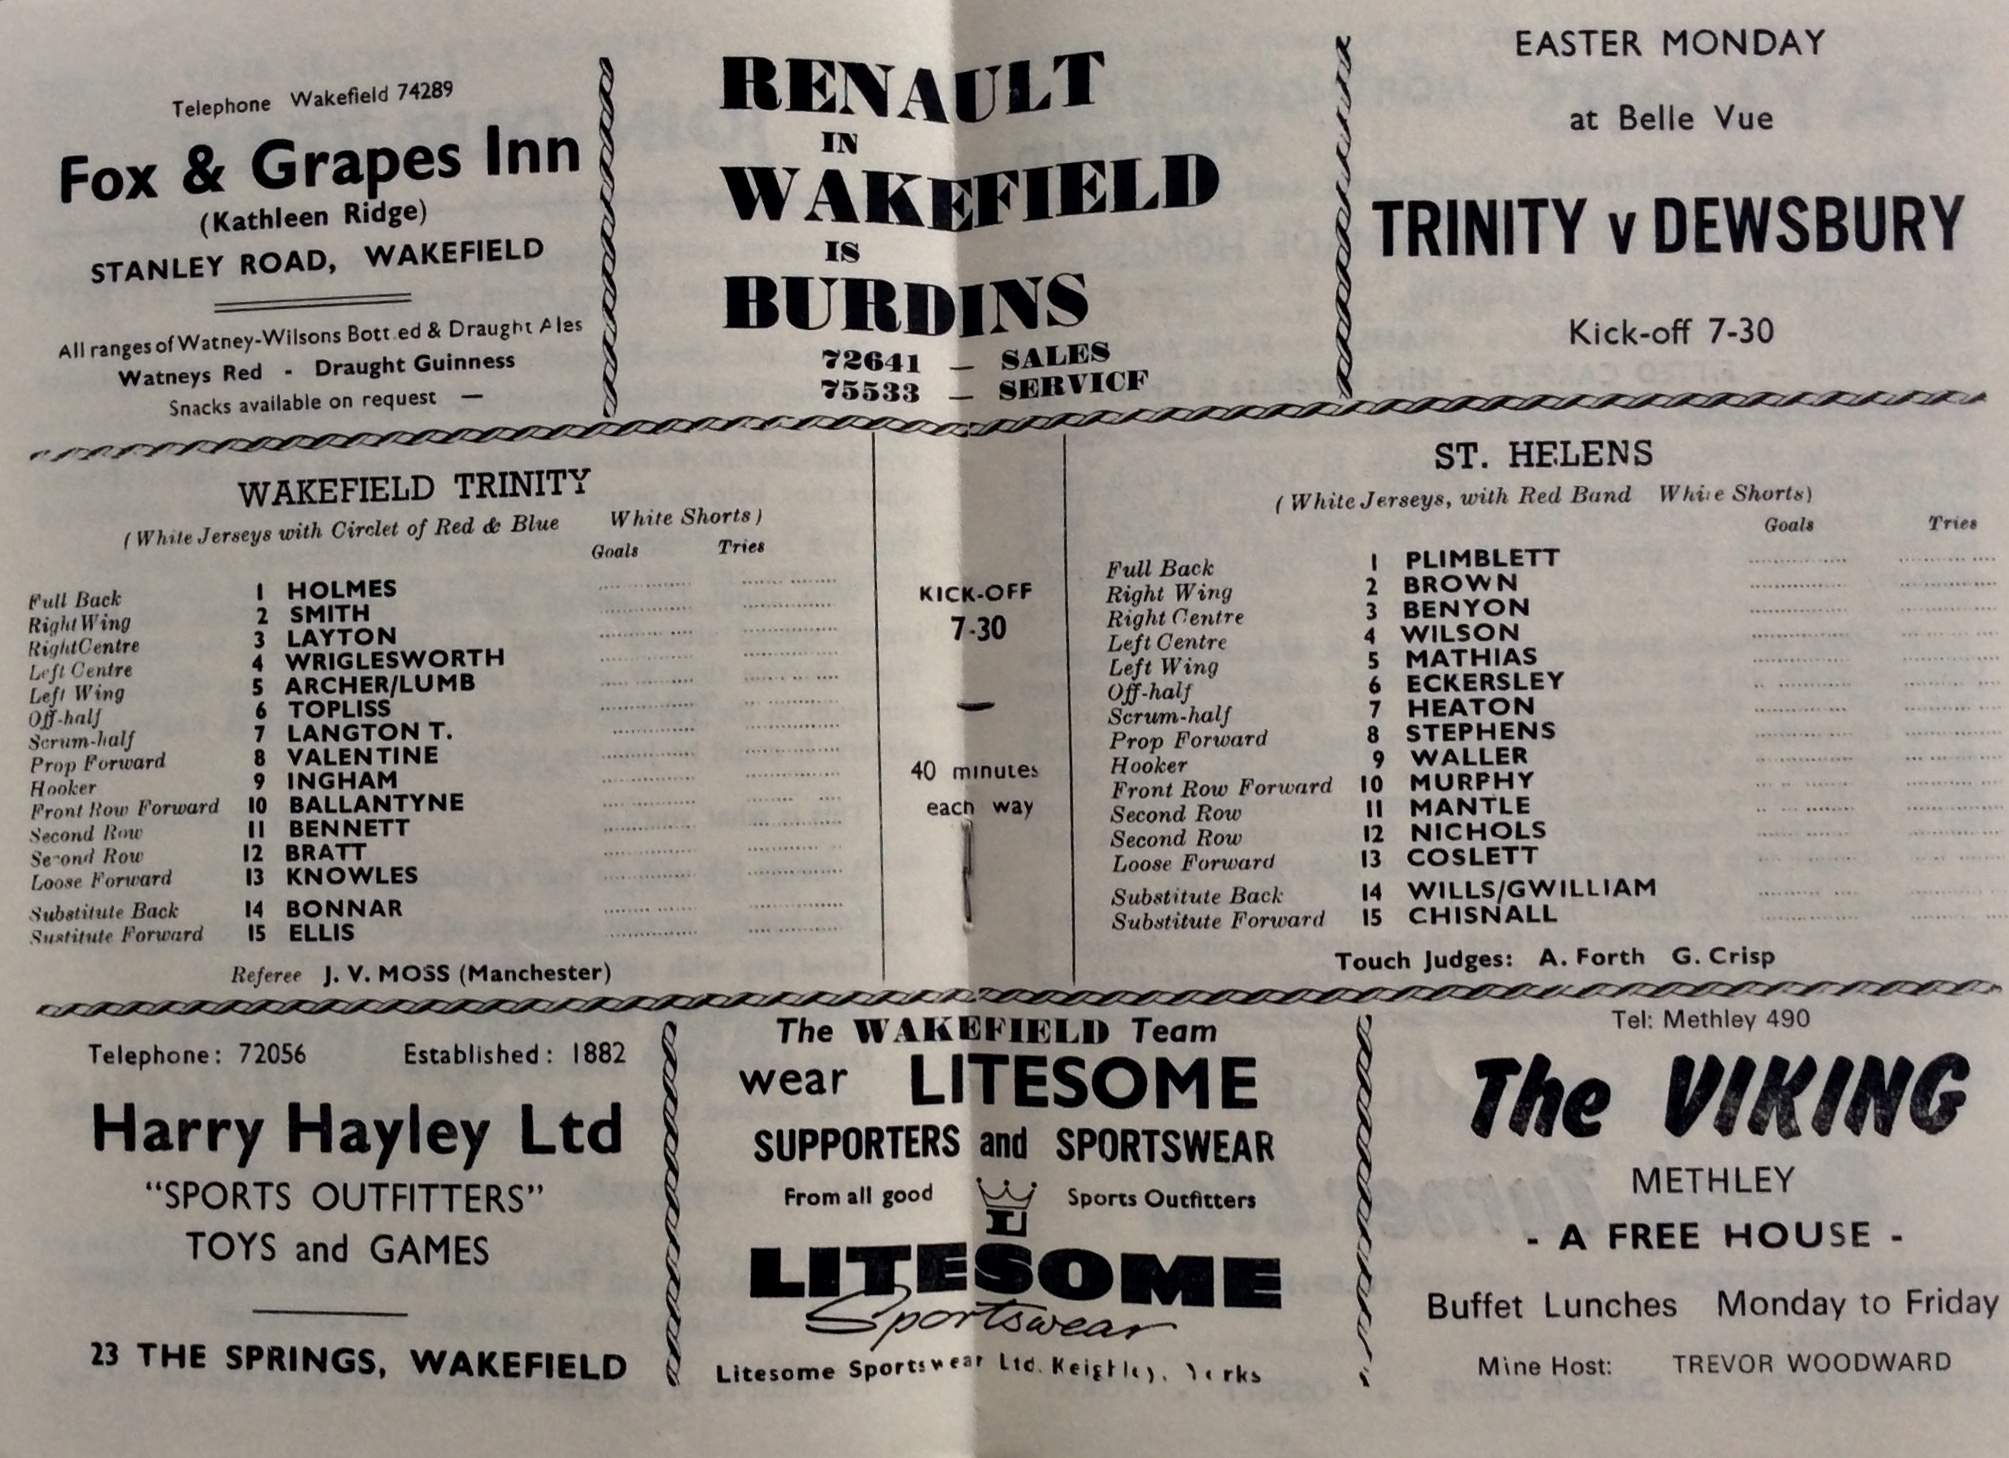 Telephone Wakefield 74289
Fox & Grapes Inn
(Kathleen Ridge)
STANLEY ROAD, WAKEFIELD
All ranges of Watney-Wilsons Bott ed & Draught Ales
Watneys Red - Draught Guinness
Snacks available on request —
RENAULT
IN
WAKEFIELD
IS
BURDINS
72641 — SALES
75533 — SERVICE
EASTER MONDAY
at Belle Vue
TRINITY v DEWSBURY
Kick-off 7-30
WAKEFIELD TRINITY
(White Jerseys with Circlet of Red & Blue White Shorts)
Goals Tries
Full Back 1 HOLMES
Right Wing 2 SMITH
Right Centre 3 LAYTON
Left Centre 4 WRIGLESWORTH
Left Wing 5 ARCHER/LUMB
Off-half 6 TOPLISS
Scrum-half 7 LANGTON T.
Prop Forward 8 VALENTINE
Hooker 9 INGHAM
Front Row Forward 10 BALLANTYNE
Second Row 11 BENNETT
Second Row 12 BRATT
Loose Forward 13 KNOWLES
Substitute Back 14 BONNAR
Sustitute Forward 15 ELLIS
Referee J. V. MOSS (Manchester)
KICK-OFF
7-30
40 minutes
each way
ST. HELENS
(White Jerseys, with Red Band White Shorts)
Goals Tries
Full Back 1 PLIMBLETT
Right Wing 2 BROWN
Right Centre 3 BENYON
Left Centre 4 WILSON
Left Wing 5 MATHIAS
Off-half 6 ECKERSLEY
Scrum-half 7 HEATON
Prop Forward 8 STEPHENS
Hooker 9 WALLER
Front Row Forward 10 MURPHY
Second Row 11 MANTLE
Second Row 12 NICHOLS
Loose Forward 13 COSLETT
Substitute Back 14 WILLS/GWILLIAM
Substitute Forward 15 CHISNALL
Touch Judges: A. Forth G. Crisp
Telephone: 72056 Established: 1882
Harry Hayley Ltd
"SPORTS OUTFITTERS"
TOYS and GAMES
23 THE SPRINGS, WAKEFIELD
The WAKEFIELD Team
wear LITESOME
SUPPORTERS and SPORTSWEAR
From all good Sports Outfitters
L
LITESOME
Sportswear
Litesome Sportswear Ltd. Keighley, Yorks
Tel: Methley 490
The VIKING
METHLEY
- A FREE HOUSE -
Buffet Lunches Monday to Friday
Mine Host: TREVOR WOODWARD